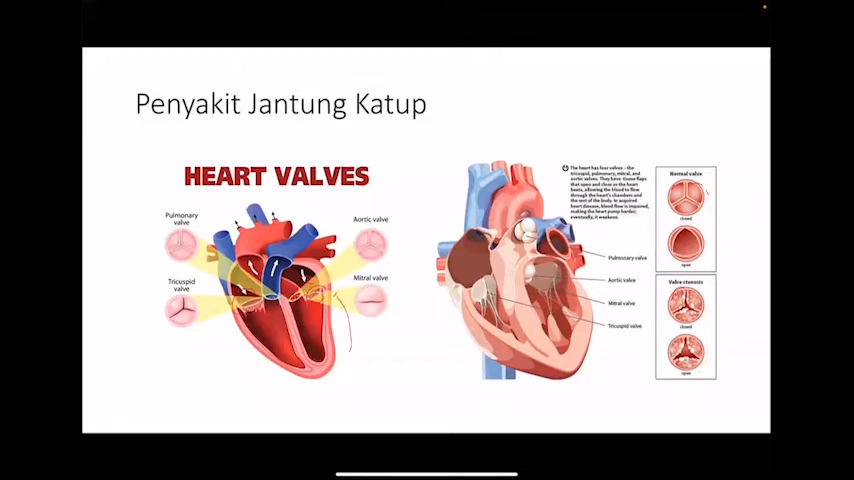 Penyakit Jantung Katup
HEART VALVES
Pulmonary
valve
Aortic valve
Tricuspid
valve
Mitral valve
The heart has four valves – the
tricuspid, pulmonary, mitral, and
aortic valves. They have tissue flaps
that open and close as the heart
beats, allowing the blood to flow
through the heart's chambers and
the rest of the body. In acquired
heart disease, blood flow is impaired,
making the heart pump harder;
eventually, it weakens.
Pulmonary valve
Aortic valve
Mitral valve
Tricuspid valve
Normal valve
closed
open
Valve stenosis
closed
open